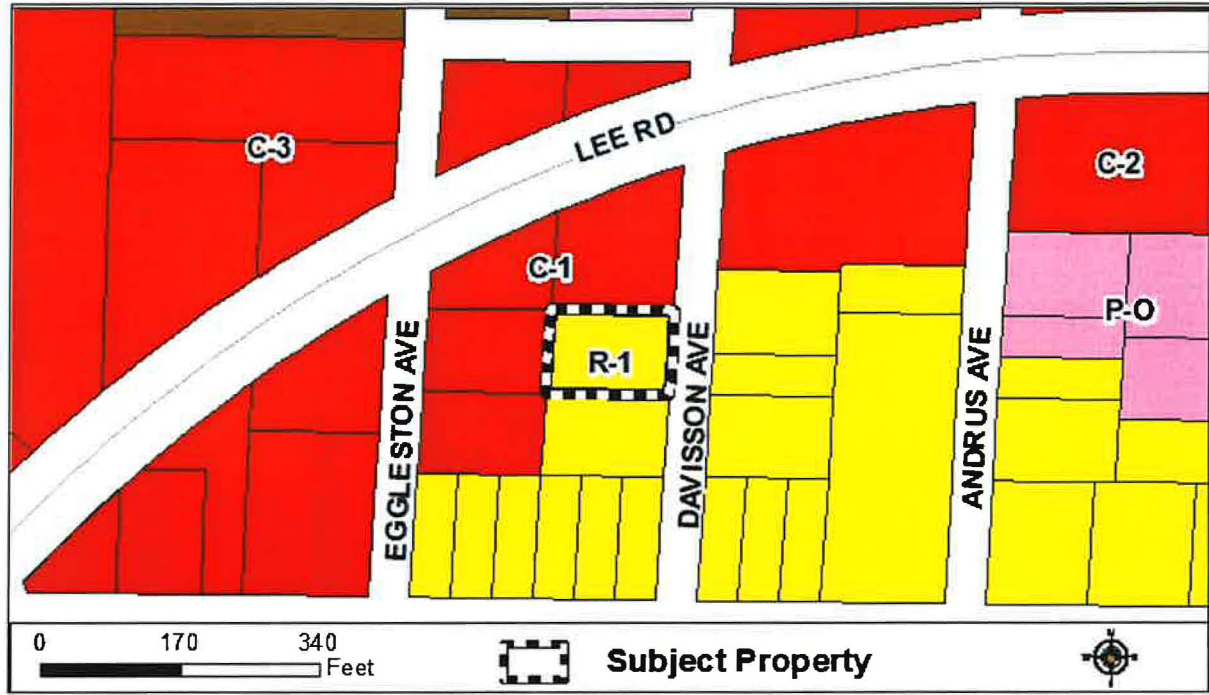 LEE RD
C-3
C-2
C-1
P-O
R-1
EGGLESTON AVE
DAVISSON AVE
ANDRUS AVE
0 170 340
Feet
Subject Property